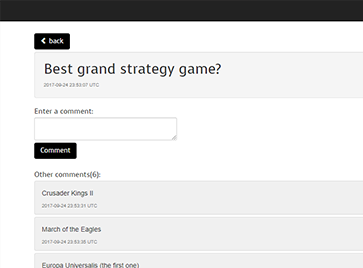 back
Best grand strategy game?
2017-09-24 23:53:07 UTC
Enter a comment:
Comment
Other comments(6):
Crusader Kings II
2017-09-24 23:53:31 UTC
March of the Eagles
2017-09-24 23:53:35 UTC
Europa Universalis (the first one)